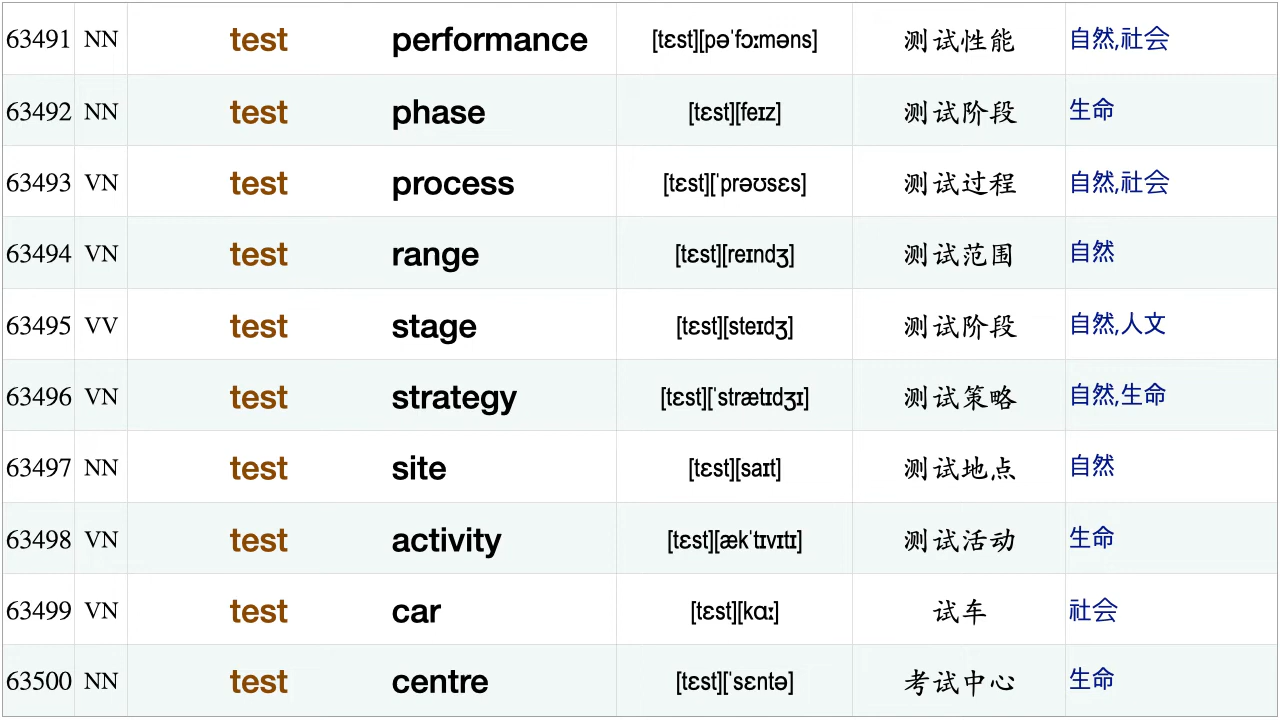 63491 NN test performance [tɛst][pəˈfɔːməns] 测试性能 自然,社会
63492 NN test phase [tɛst][feɪz] 测试阶段 生命
63493 VN test process [tɛst][ˈprəʊsɛs] 测试过程 自然,社会
63494 VN test range [tɛst][reɪndʒ] 测试范围 自然
63495 VV test stage [tɛst][steɪdʒ] 测试阶段 自然,人文
63496 VN test strategy [tɛst][ˈstrætɪdʒɪ] 测试策略 自然,生命
63497 NN test site [tɛst][saɪt] 测试地点 自然
63498 VN test activity [tɛst][ækˈtɪvɪtɪ] 测试活动 生命
63499 VN test car [tɛst][kɑː] 试车 社会
63500 NN test centre [tɛst][ˈsɛntə] 考试中心 生命